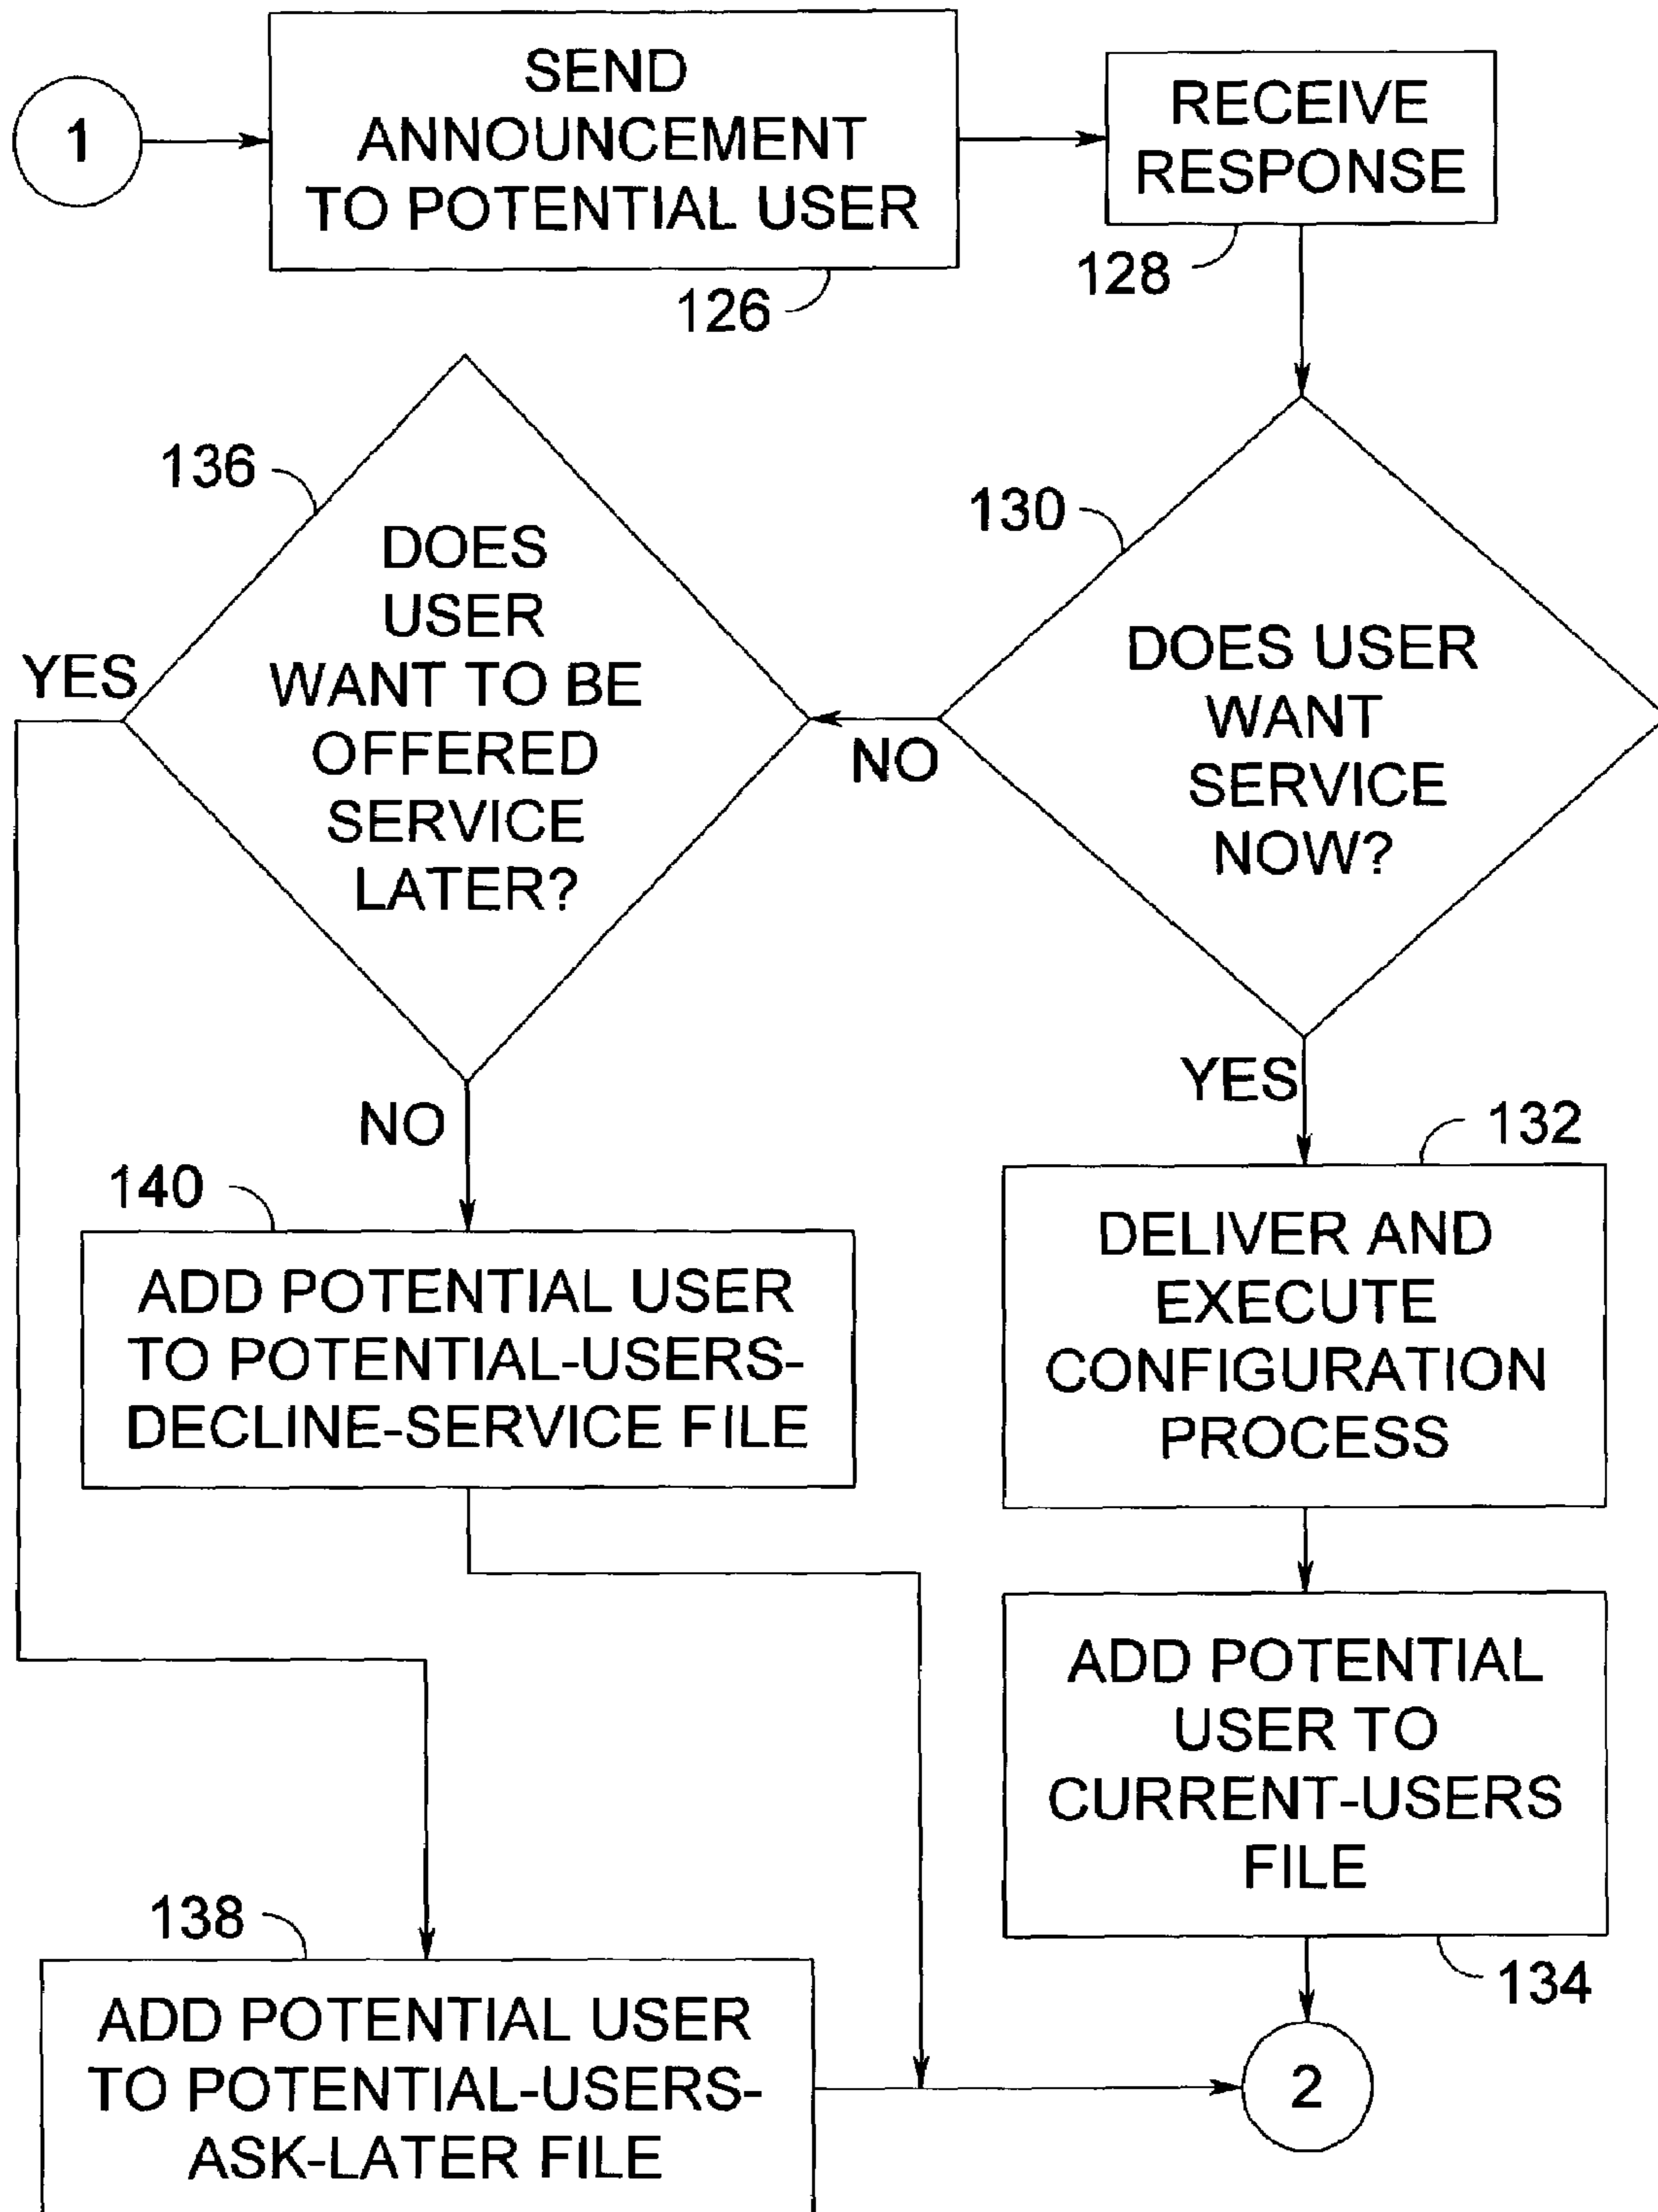 1
SEND
ANNOUNCEMENT
TO POTENTIAL USER
126
RECEIVE
RESPONSE
128
136
DOES
USER
WANT TO BE
OFFERED
SERVICE
LATER?
YES
NO
130
DOES USER
WANT
SERVICE
NOW?
NO
YES
140
ADD POTENTIAL USER
TO POTENTIAL-USERS-
DECLINE-SERVICE FILE
132
DELIVER AND
EXECUTE
CONFIGURATION
PROCESS
ADD POTENTIAL
USER TO
CURRENT-USERS
FILE
134
138
ADD POTENTIAL USER
TO POTENTIAL-USERS-
ASK-LATER FILE
2